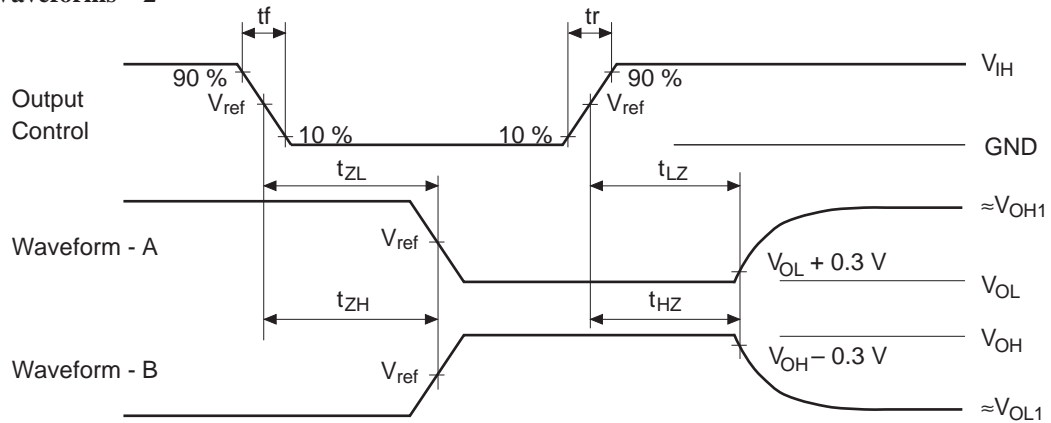 Waveforms – 2
tf
tr
90 %
90 %
VIH
Output
Control
Vref
Vref
10 %
10 %
GND
tZL
tLZ
≈VOH1
Waveform - A
Vref
VOL + 0.3 V
VOL
tZH
tHZ
VOH
VOH – 0.3 V
Waveform - B
Vref
≈VOL1